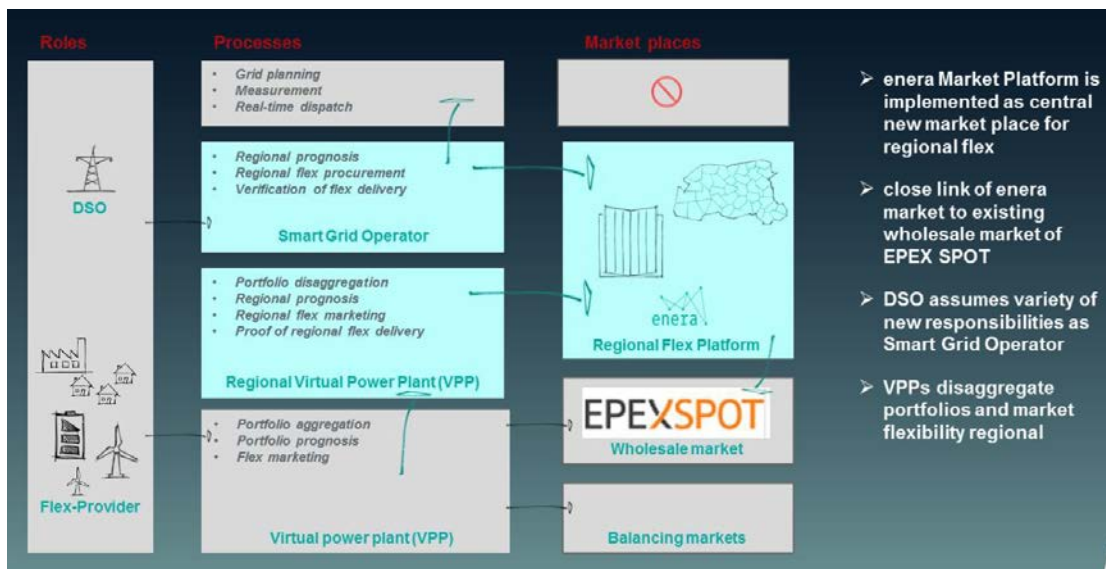 Roles
Processes
Market places
• Grid planning
• Measurement
• Real-time dispatch
DSO
• Regional prognosis
• Regional flex procurement
• Verification of flex delivery
Smart Grid Operator
• Portfolio disaggregation
• Regional prognosis
• Regional flex marketing
• Proof of regional flex delivery
Regional Virtual Power Plant (VPP)
enera
Regional Flex Platform
Flex-Provider
• Portfolio aggregation
• Portfolio prognosis
• Flex marketing
Virtual power plant (VPP)
EPEXSPOT
Wholesale market
Balancing markets
➢ enera Market Platform is
implemented as central
new market place for
regional flex
➢ close link of enera
market to existing
wholesale market of
EPEX SPOT
➢ DSO assumes variety of
new responsibilities as
Smart Grid Operator
➢ VPPs disaggregate
portfolios and market
flexibility regional